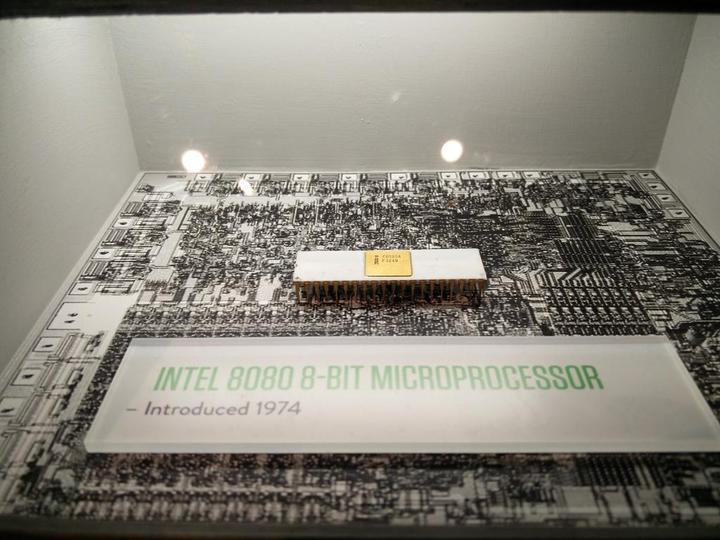 INTEL 8080 8-BIT MICROPROCESSOR
– Introduced 1974